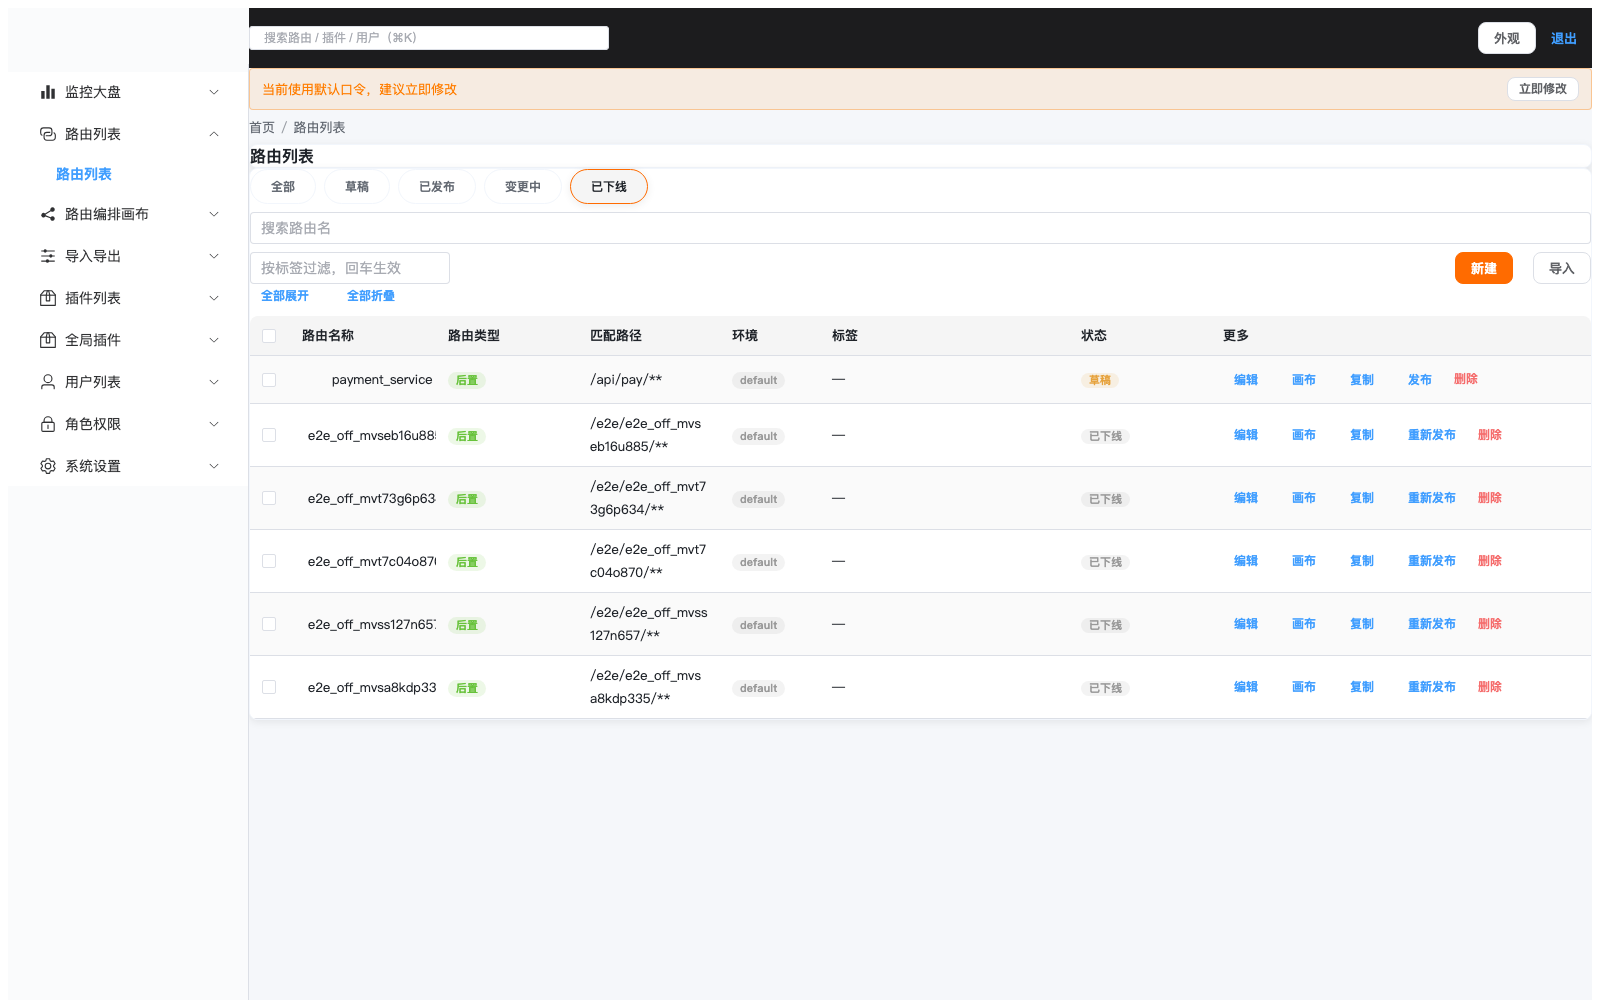 搜索路由 / 插件 / 用户（⌘K）
外观
退出
监控大盘
路由列表
路由列表
路由编排画布
导入导出
插件列表
全局插件
用户列表
角色权限
系统设置
当前使用默认口令，建议立即修改
立即修改
首页 / 路由列表
路由列表
全部 草稿 已发布 变更中 已下线
搜索路由名
按标签过滤，回车生效
新建 导入
全部展开 全部折叠
路由名称 路由类型 匹配路径 环境 标签 状态 更多
payment_service 后置 /api/pay/** default — 草稿 编辑 画布 复制 发布 删除
e2e_off_mvseb16u885 后置 /e2e/e2e_off_mvs default — 已下线 编辑 画布 复制 重新发布 删除
eb16u885/**
e2e_off_mvt73g6p63 后置 /e2e/e2e_off_mvt7 default — 已下线 编辑 画布 复制 重新发布 删除
3g6p634/**
e2e_off_mvt7c04o870 后置 /e2e/e2e_off_mvt7 default — 已下线 编辑 画布 复制 重新发布 删除
c04o870/**
e2e_off_mvss127n657 后置 /e2e/e2e_off_mvss default — 已下线 编辑 画布 复制 重新发布 删除
127n657/**
e2e_off_mvsa8kdp33 后置 /e2e/e2e_off_mvs default — 已下线 编辑 画布 复制 重新发布 删除
a8kdp335/**